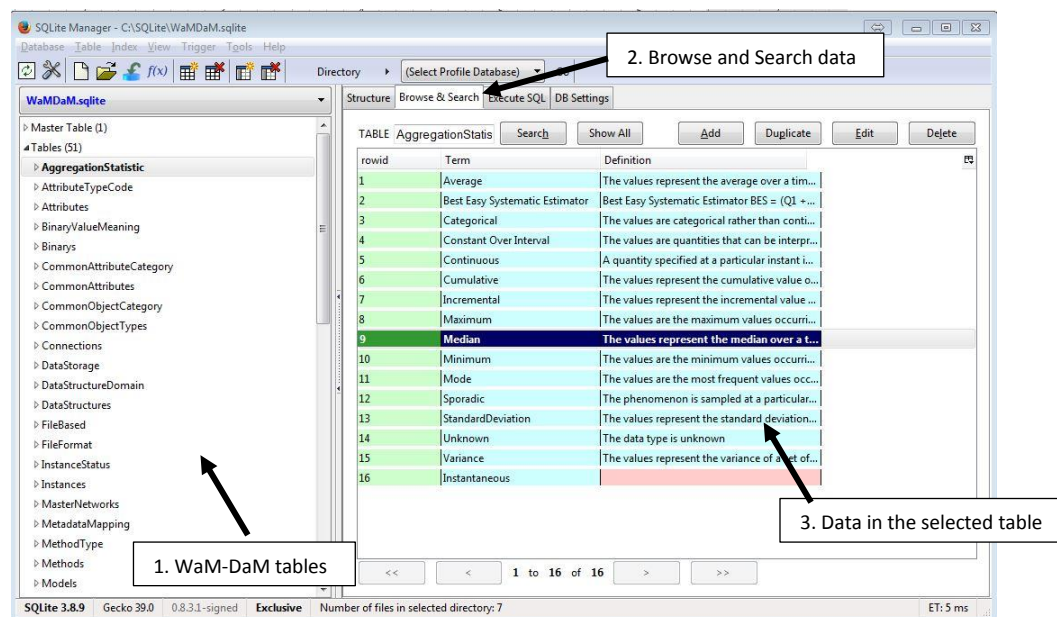 SQLite Manager - C:\SQLite\WaMDaM.sqlite
Database Table Index View Trigger Tools Help
2. Browse and Search data
f(x)
Directory (Select Profile Database)
WaMDaM.sqlite
Structure Browse & Search Execute SQL DB Settings
Master Table (1)
Tables (51)
AggregationStatistic
AttributeTypeCode
Attributes
BinaryValueMeaning
Binarys
CommonAttributeCategory
CommonAttributes
CommonObjectCategory
CommonObjectTypes
Connections
DataStorage
DataStructureDomain
DataStructures
FileBased
FileFormat
InstanceStatus
Instances
MasterNetworks
MetadataMapping
MethodType
Methods
Models
1. WaM-DaM tables
TABLE AggregationStatis Search Show All Add Duplicate Edit Delete
rowid Term Definition
1 Average The values represent the average over a tim...
2 Best Easy Systematic Estimator Best Easy Systematic Estimator BES = (Q1 +...
3 Categorical The values are categorical rather than conti...
4 Constant Over Interval The values are quantities that can be interpr...
5 Continuous A quantity specified at a particular instant i...
6 Cumulative The values represent the cumulative value o...
7 Incremental The values represent the incremental value ...
8 Maximum The values are the maximum values occurri...
9 Median The values represent the median over a t...
10 Minimum The values are the minimum values occurri...
11 Mode The values are the most frequent values occ...
12 Sporadic The phenomenon is sampled at a particular...
13 StandardDeviation The values represent the standard deviation...
14 Unknown The data type is unknown
15 Variance The values represent the variance of a set of...
16 Instantaneous
3. Data in the selected table
<< < 1 to 16 of 16 > >>
SQLite 3.8.9 Gecko 39.0 0.8.3.1-signed Exclusive Number of files in selected directory: 7 ET: 5 ms